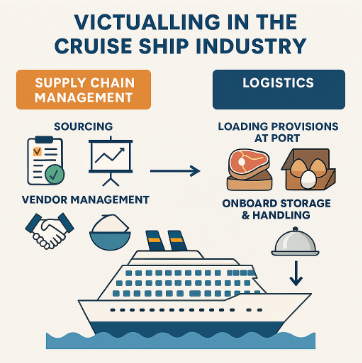 VICTUALLING IN THE
CRUISE SHIP INDUSTRY
SUPPLY CHAIN
MANAGEMENT
SOURCING
VENDOR MANAGEMENT
LOGISTICS
LOADING PROVISIONS
AT PORT
ONBOARD STORAGE
& HANDLING